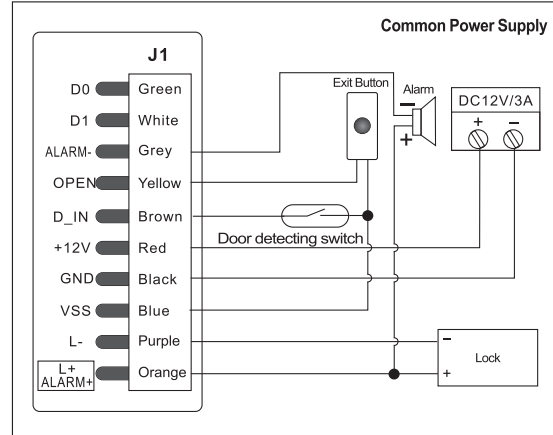 Common Power Supply
J1
D0 Green
D1 White
ALARM- Grey
OPEN Yellow
D_IN Brown
+12V Red
GND Black
VSS Blue
L- Purple
L+
ALARM+
Orange
Exit Button
Alarm
−
+
DC12V/3A
+ −
Door detecting switch
−
Lock
+